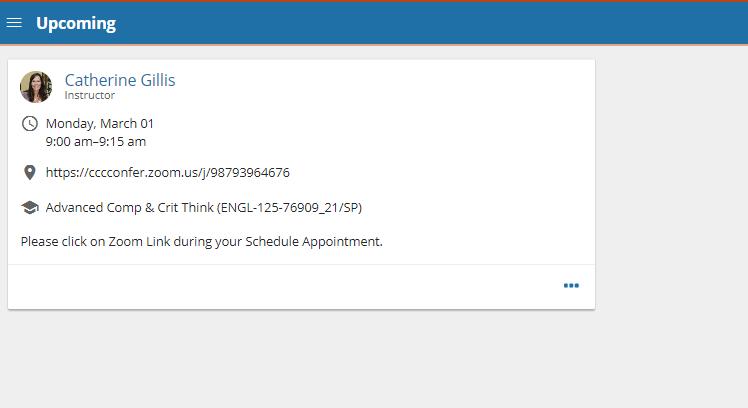 Upcoming
Catherine Gillis
Instructor
Monday, March 01
9:00 am–9:15 am
https://cccconfer.zoom.us/j/98793964676
Advanced Comp & Crit Think (ENGL-125-76909_21/SP)
Please click on Zoom Link during your Schedule Appointment.